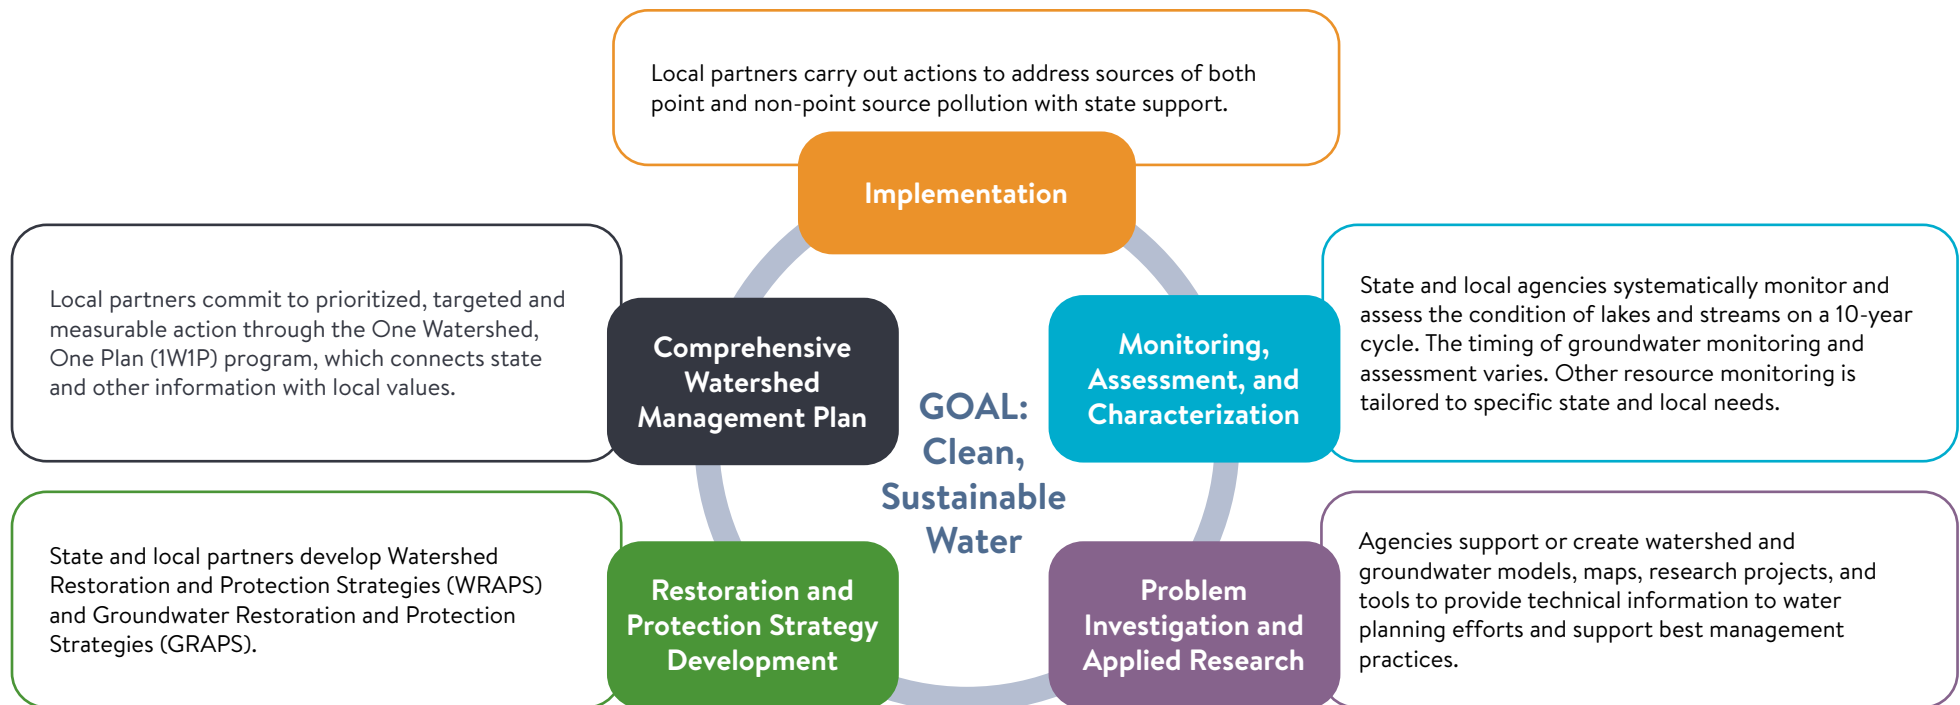 Local partners carry out actions to address sources of both
point and non-point source pollution with state support.
Implementation
Local partners commit to prioritized, targeted and
measurable action through the One Watershed,
One Plan (1W1P) program, which connects state
and other information with local values.
Comprehensive
Watershed
Management Plan
Monitoring,
Assessment, and
Characterization
State and local agencies systematically monitor and
assess the condition of lakes and streams on a 10-year
cycle. The timing of groundwater monitoring and
assessment varies. Other resource monitoring is
tailored to specific state and local needs.
GOAL:
Clean,
Sustainable
Water
State and local partners develop Watershed
Restoration and Protection Strategies (WRAPS)
and Groundwater Restoration and Protection
Strategies (GRAPS).
Restoration and
Protection Strategy
Development
Problem
Investigation and
Applied Research
Agencies support or create watershed and
groundwater models, maps, research projects, and
tools to provide technical information to water
planning efforts and support best management
practices.